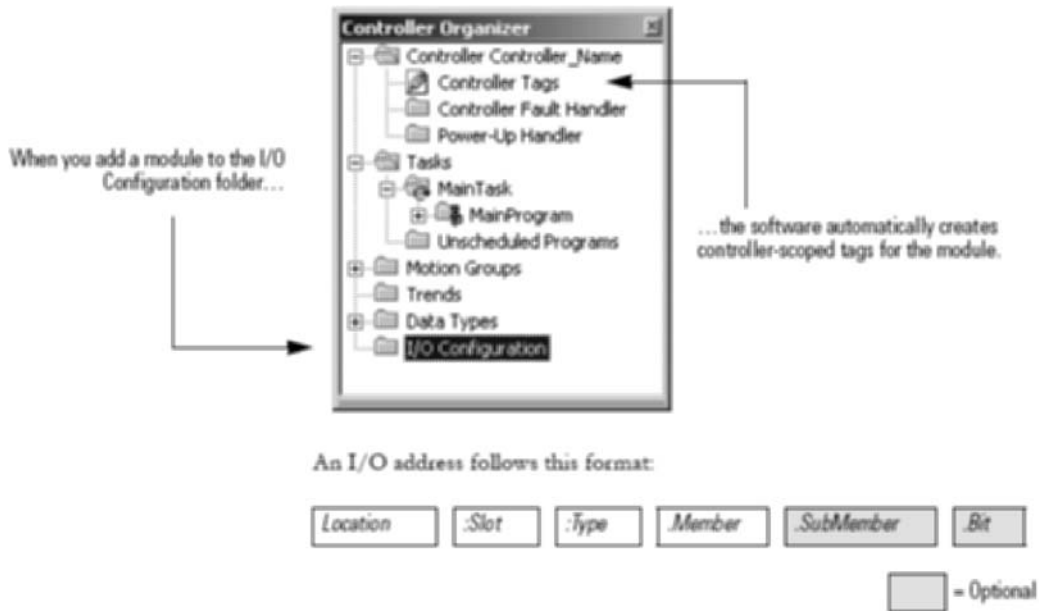 Controller Organizer
Controller Controller_Name
Controller Tags
Controller Fault Handler
Power-Up Handler
Tasks
MainTask
MainProgram
Unscheduled Programs
Motion Groups
Trends
Data Types
I/O Configuration
When you add a module to the I/O
Configuration folder...
...the software automatically creates
controller-scoped tags for the module.
An I/O address follows this format:
Location :Slot :Type .Member .SubMember .Bit
= Optional